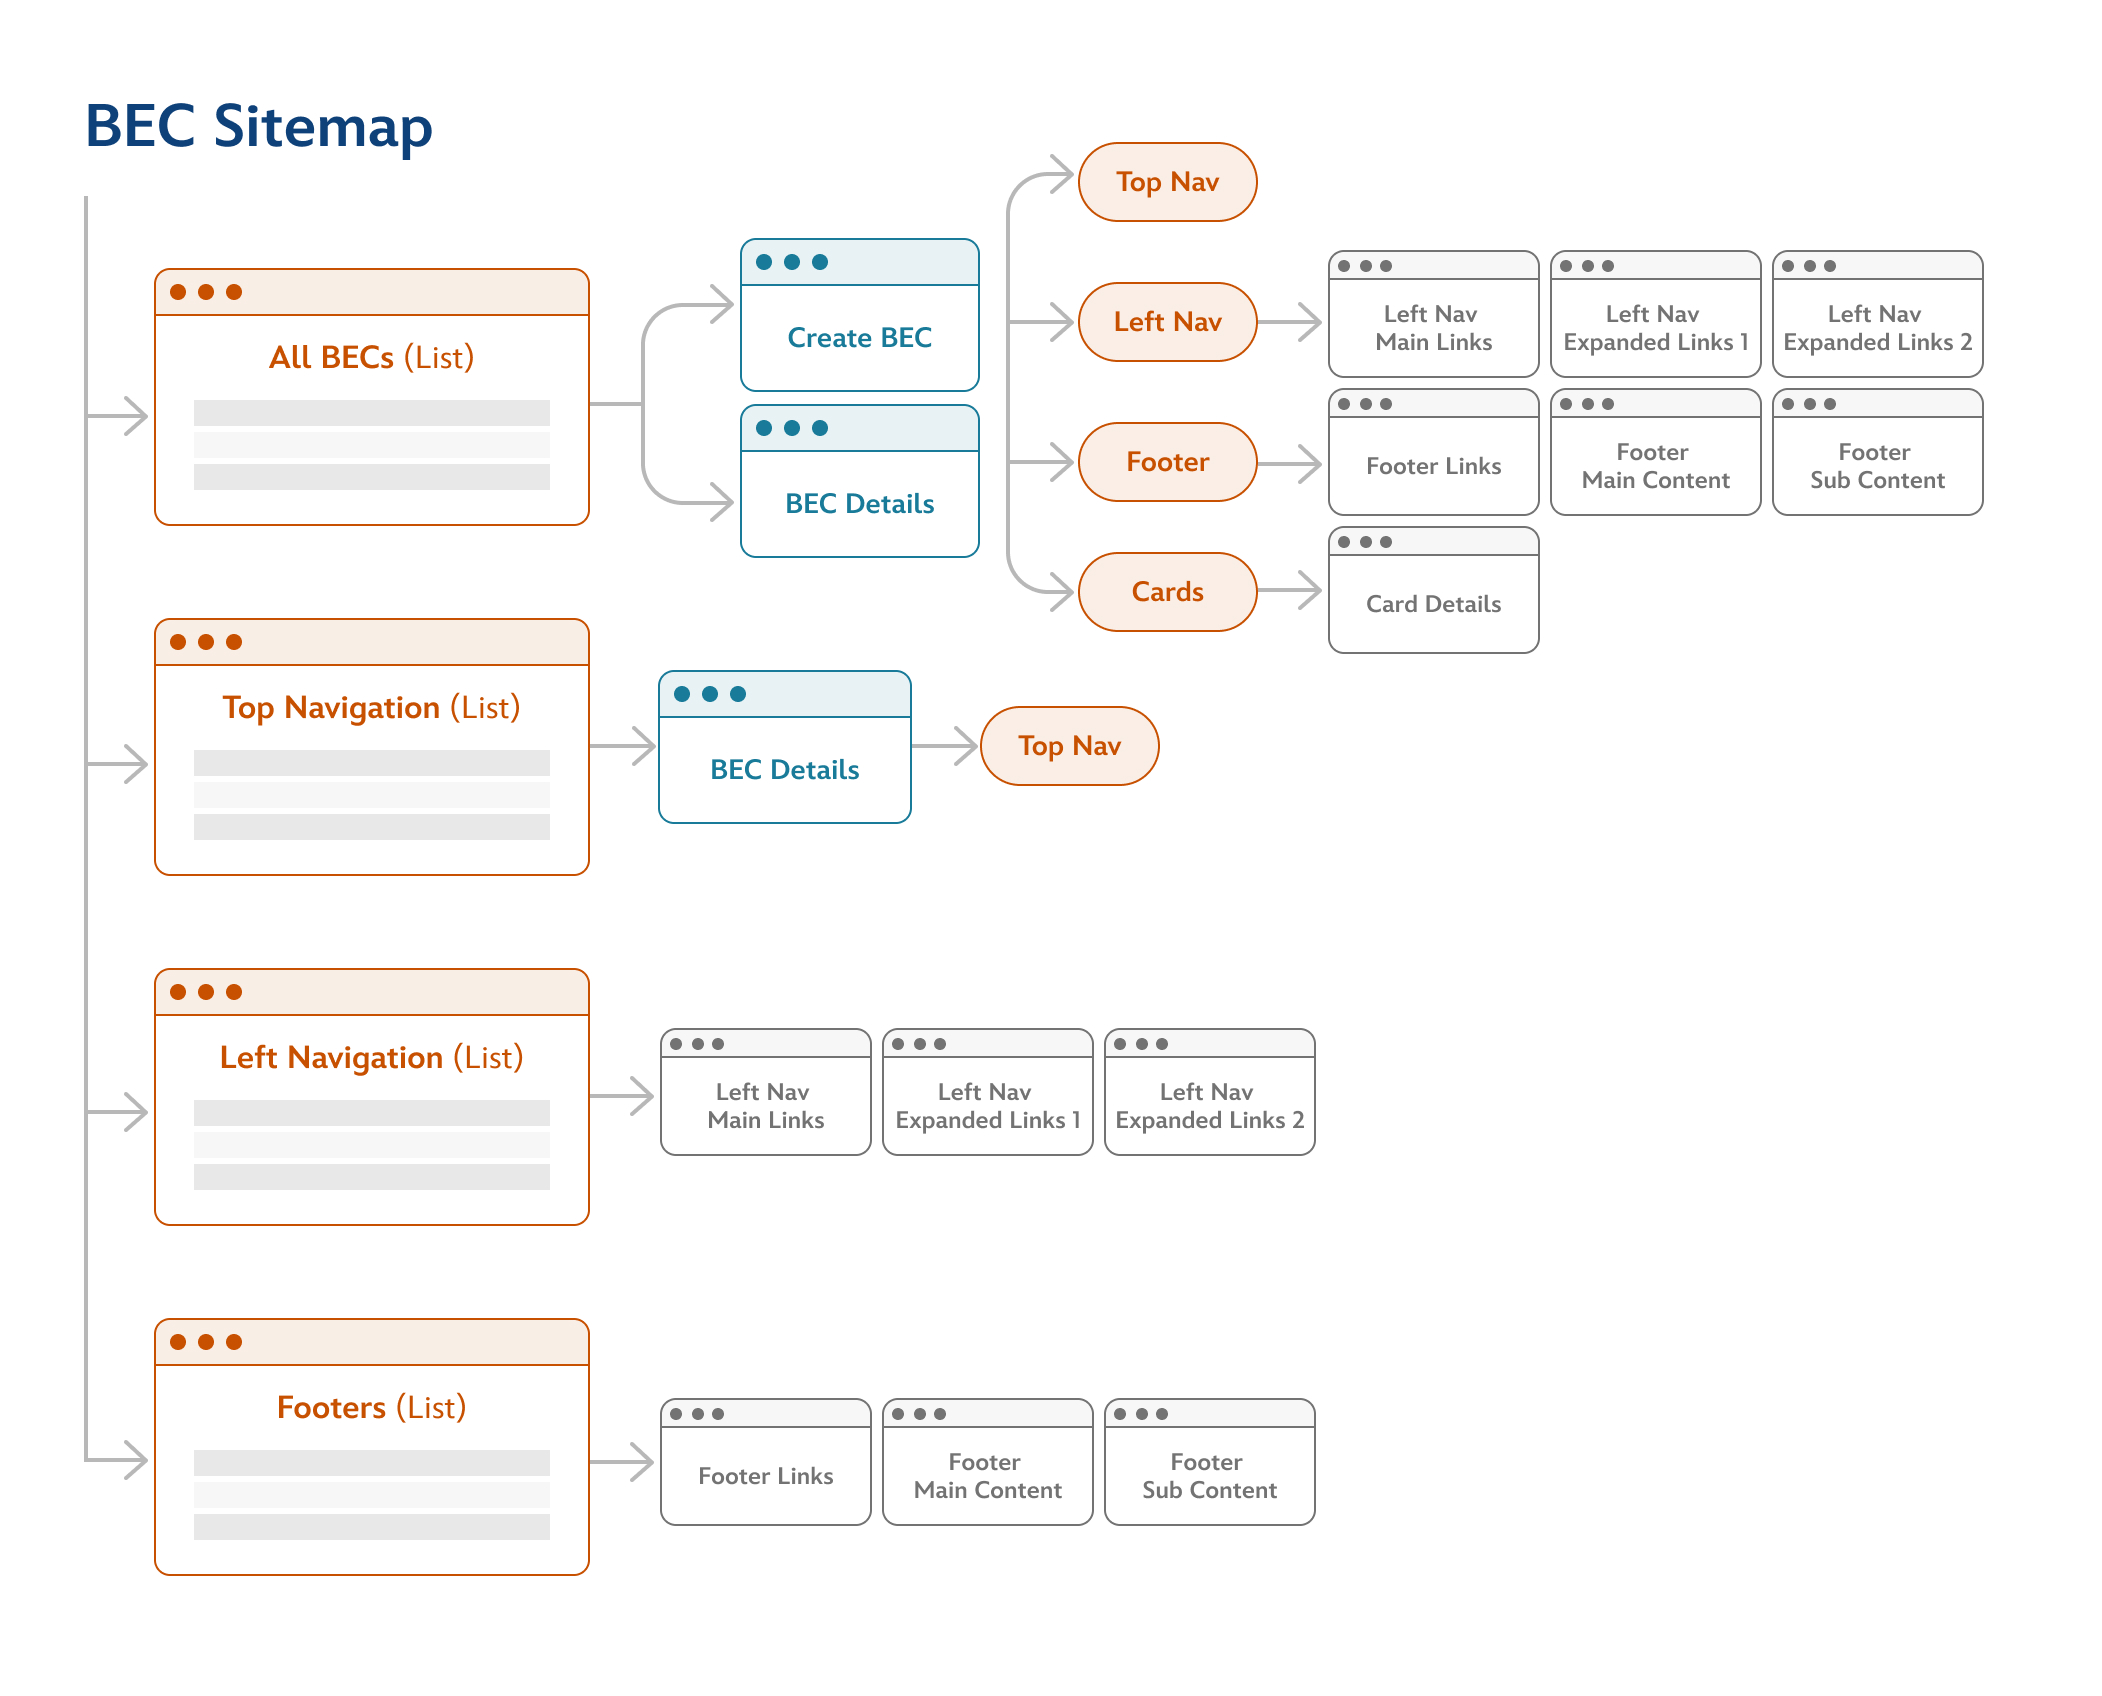 BEC Sitemap
All BECs (List)
Create BEC
BEC Details
Top Nav
Left Nav
Left Nav
Main Links
Left Nav
Expanded Links 1
Left Nav
Expanded Links 2
Footer
Footer Links
Footer
Main Content
Footer
Sub Content
Cards
Card Details
Top Navigation (List)
BEC Details
Top Nav
Left Navigation (List)
Left Nav
Main Links
Left Nav
Expanded Links 1
Left Nav
Expanded Links 2
Footers (List)
Footer Links
Footer
Main Content
Footer
Sub Content